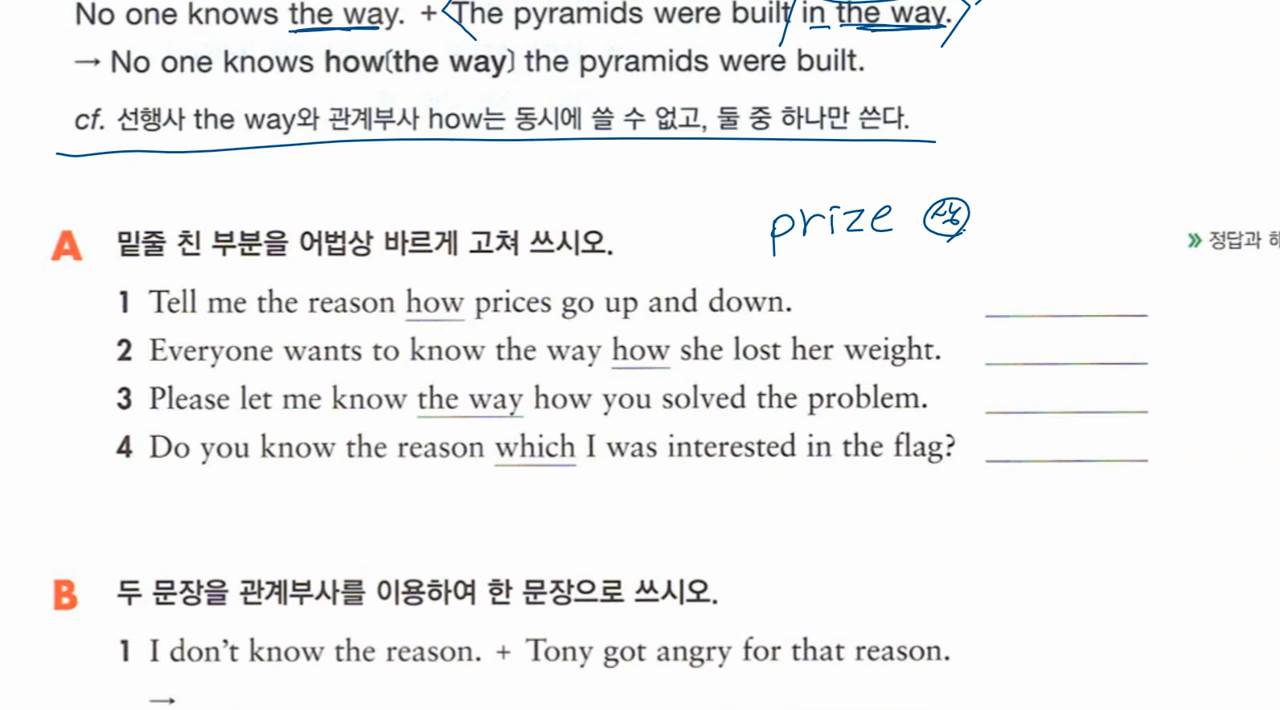 No one knows the way. + <The pyramids were built / in the way.>
→ No one knows how(the way) the pyramids were built.
cf. 선행사 the way와 관계부사 how는 동시에 쓸 수 없고, 둘 중 하나만 쓴다.
prize
A 밑줄 친 부분을 어법상 바르게 고쳐 쓰시오.
» 정답과
1 Tell me the reason how prices go up and down.
2 Everyone wants to know the way how she lost her weight.
3 Please let me know the way how you solved the problem.
4 Do you know the reason which I was interested in the flag?
B 두 문장을 관계부사를 이용하여 한 문장으로 쓰시오.
1 I don't know the reason. + Tony got angry for that reason.
→